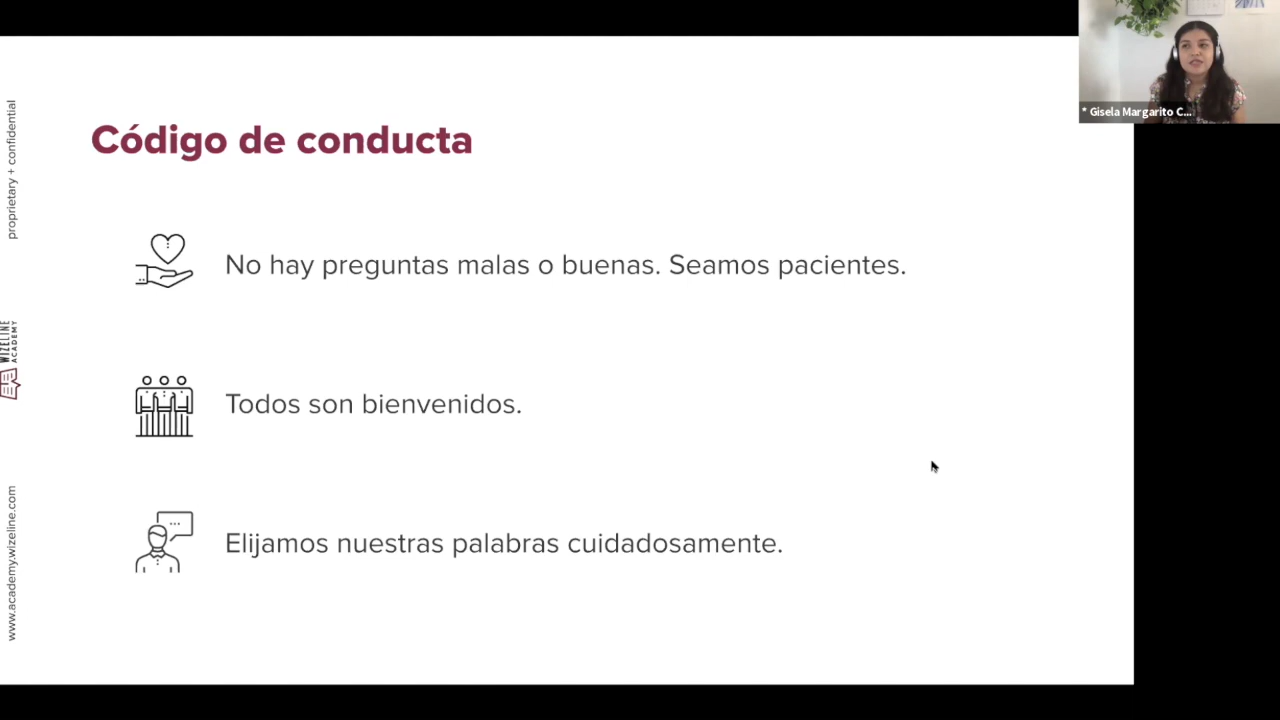 * Gisela Margarito C...
Código de conducta
No hay preguntas malas o buenas. Seamos pacientes.
Todos son bienvenidos.
Elijamos nuestras palabras cuidadosamente.
proprietary + confidential
WIZELINE
ACADEMY
www.academy.wizeline.com